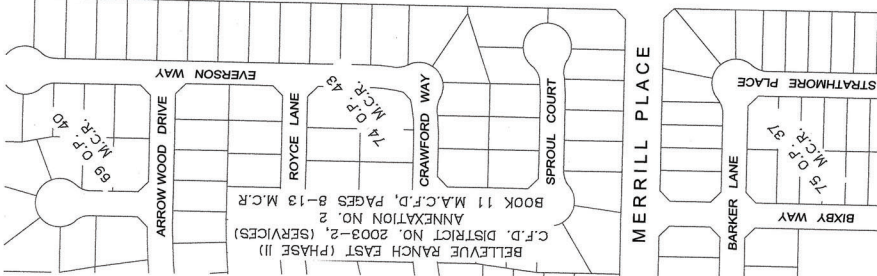 EVERSON WAY
ARROW WOOD DRIVE
ROYCE LANE
CRAWFORD WAY
SPROUL COURT
MERRILL PLACE
BARKER LANE
STRATHMORE PLACE
BIXBY WAY
69 O.P. 40
M.C.R.
74 O.P. 43
M.C.R.
75 O.P. 37
M.C.R.
BELLEVUE RANCH EAST (PHASE II)
C.F.D. DISTRICT NO. 2003-2, (SERVICES)
ANNEXATION NO. 2
BOOK 11 M.A.C.F.D, PAGES 8-13 M.C.R